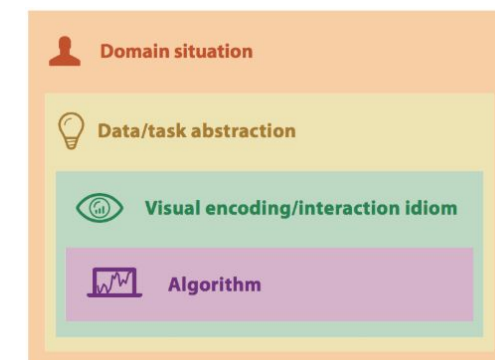 Domain situation
Data/task abstraction
Visual encoding/interaction idiom
Algorithm